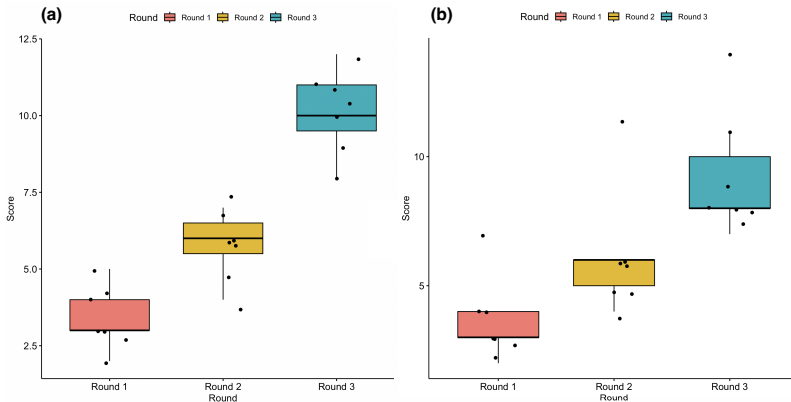 (a)
Round Round 1 Round 2 Round 3
12.5
10.0
7.5
5.0
2.5
Score
Round 1 Round 2 Round 3
Round
(b)
Round Round 1 Round 2 Round 3
10
5
Score
Round 1 Round 2 Round 3
Round